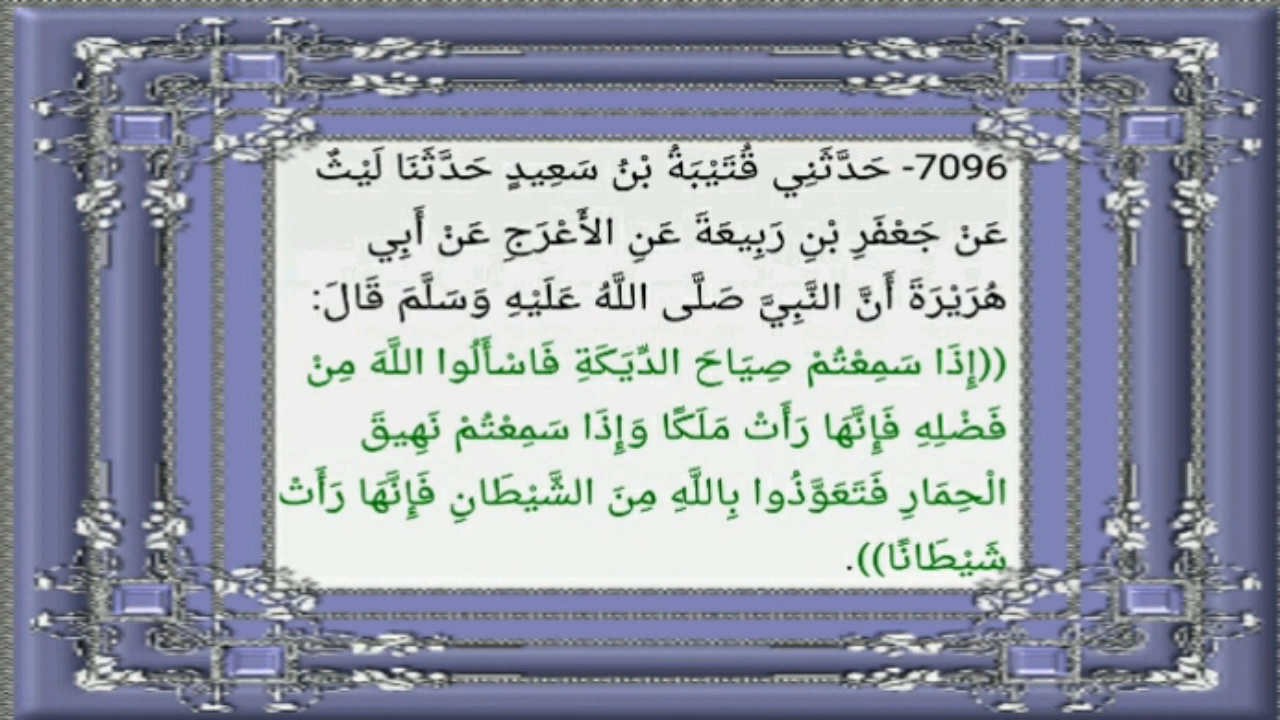 7096- حَدَّثَنِي قُتَيْبَةُ بْنُ سَعِيدٍ حَدَّثَنَا لَيْثٌ
عَنْ جَعْفَرِ بْنِ رَبِيعَةَ عَنِ الأَعْرَجِ عَنْ أَبِي
هُرَيْرَةَ أَنَّ النَّبِيَّ صَلَّى اللَّهُ عَلَيْهِ وَسَلَّمَ قَالَ:
((إِذَا سَمِعْتُمْ صِيَاحَ الدِّيَكَةِ فَاسْأَلُوا اللَّهَ مِنْ
فَضْلِهِ فَإِنَّهَا رَأَتْ مَلَكًا وَإِذَا سَمِعْتُمْ نَهِيقَ
الْحِمَارِ فَتَعَوَّذُوا بِاللَّهِ مِنَ الشَّيْطَانِ فَإِنَّهَا رَأَتْ
شَيْطَانًا)).